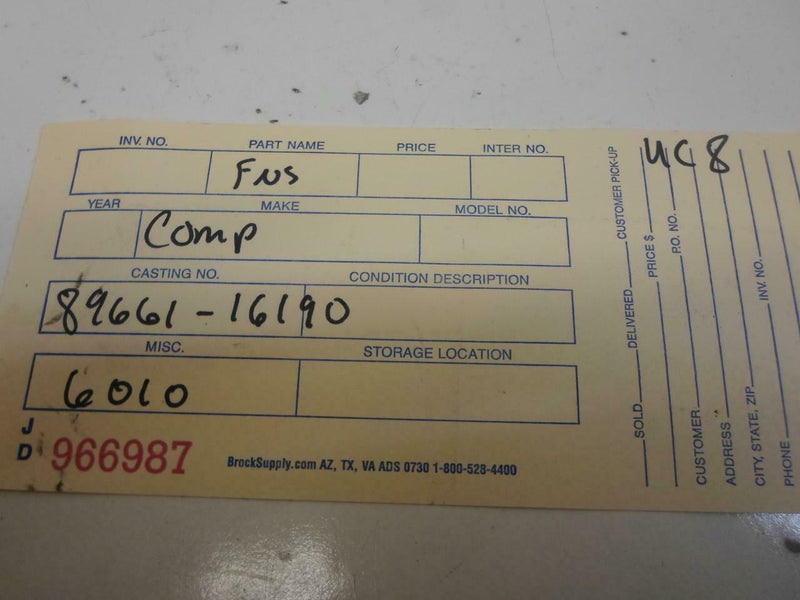 INV. NO. PART NAME PRICE INTER NO.
FNS
YEAR MAKE MODEL NO.
Comp
CASTING NO. CONDITION DESCRIPTION
89661-16190
MISC. STORAGE LOCATION
6010
J
D 966987
BrockSupply.com AZ, TX, VA ADS 0730 1-800-528-4400
UC8
SOLD DELIVERED CUSTOMER PICK-UP
PRICE $
P.O. NO.
CUSTOMER
ADDRESS
CITY, STATE, ZIP INV. NO.
PHONE